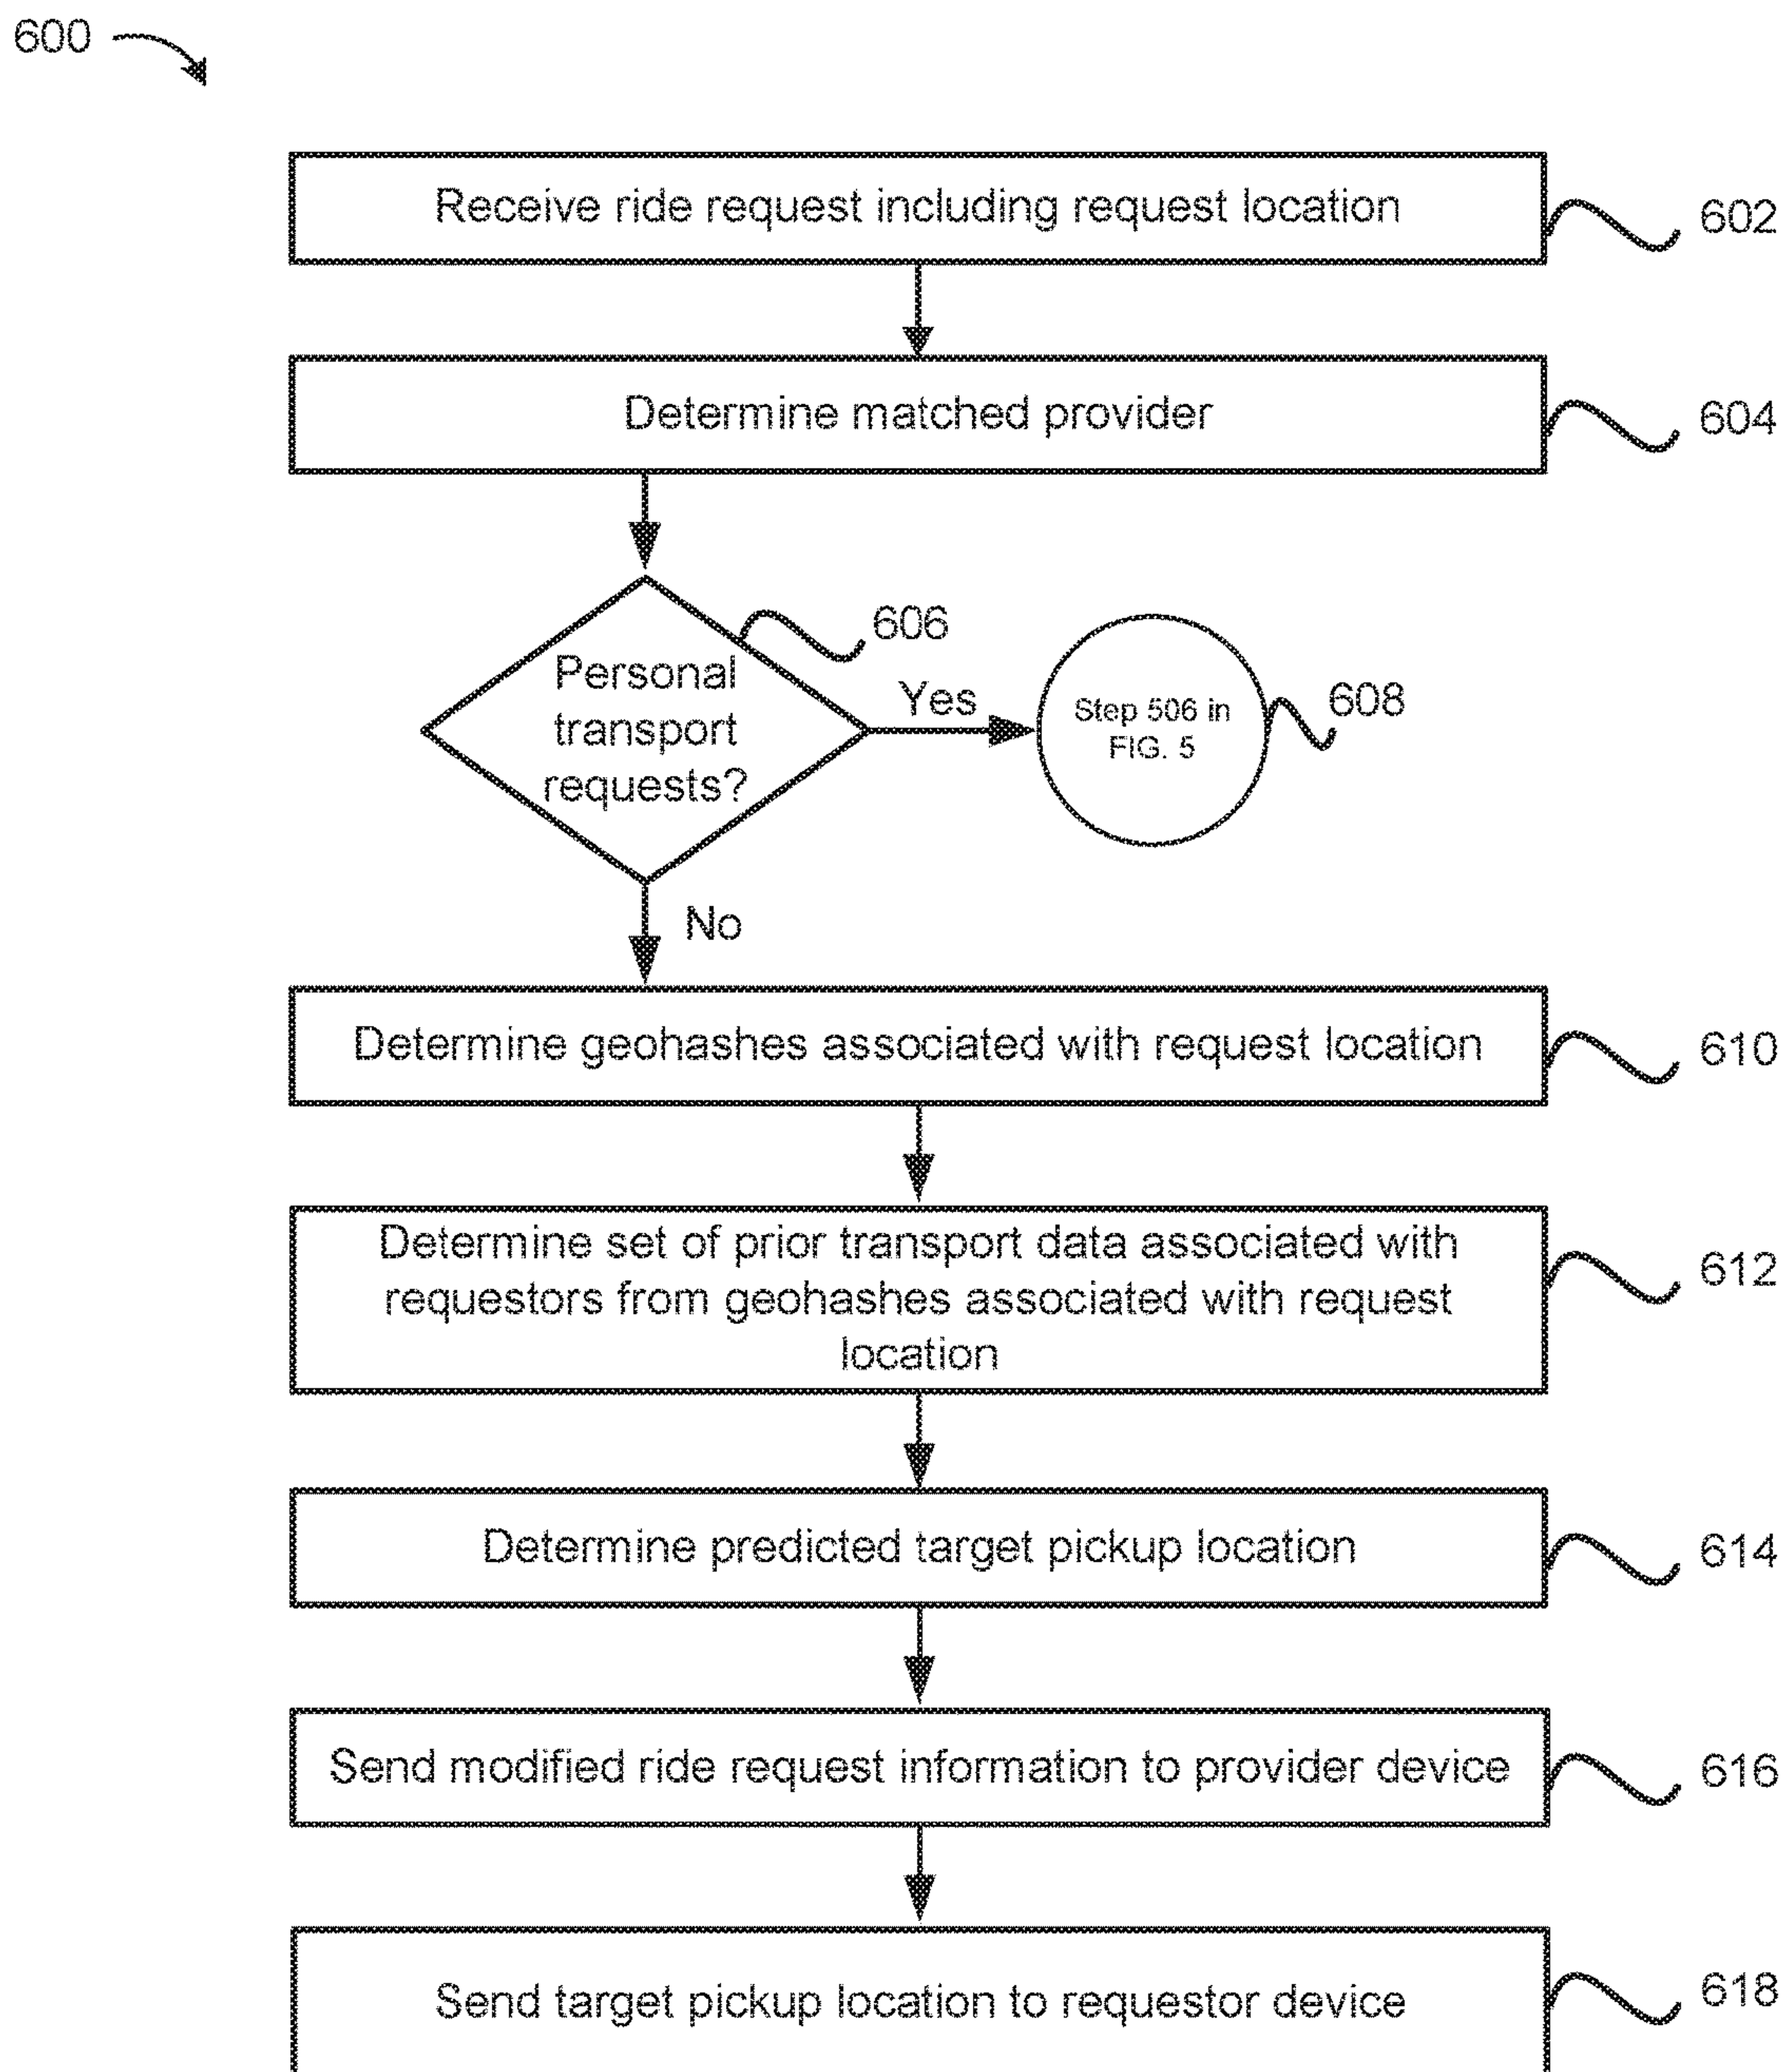 600
Receive ride request including request location
602
Determine matched provider
604
606
Personal
transport
requests?
Yes
Step 506 in
FIG. 5
608
No
Determine geohashes associated with request location
610
Determine set of prior transport data associated with
requestors from geohashes associated with request
location
612
Determine predicted target pickup location
614
Send modified ride request information to provider device
616
Send target pickup location to requestor device
618